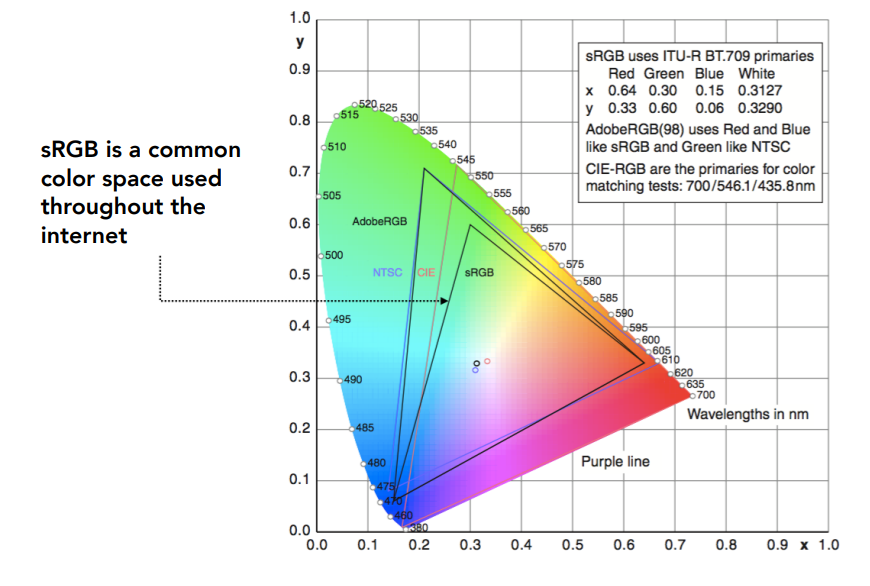 1.0
y
0.9
0.8
0.7
0.6
0.5
0.4
0.3
0.2
0.1
0.0
0.0 0.1 0.2 0.3 0.4 0.5 0.6 0.7 0.8 0.9 x 1.0
sRGB is a common
color space used
throughout the
internet
sRGB uses ITU-R BT.709 primaries
Red Green Blue White
x 0.64 0.30 0.15 0.3127
y 0.33 0.60 0.06 0.3290
AdobeRGB(98) uses Red and Blue
like sRGB and Green like NTSC
CIE-RGB are the primaries for color
matching tests: 700/546.1/435.8nm
520
525
515
530
535
510
540
545
550
505
555
560
565
500
570
575
580
585
495
590
595
600
605
610
490
620
635
700
485
480
475
470
460
380
AdobeRGB
NTSC CIE sRGB
Wavelengths in nm
Purple line